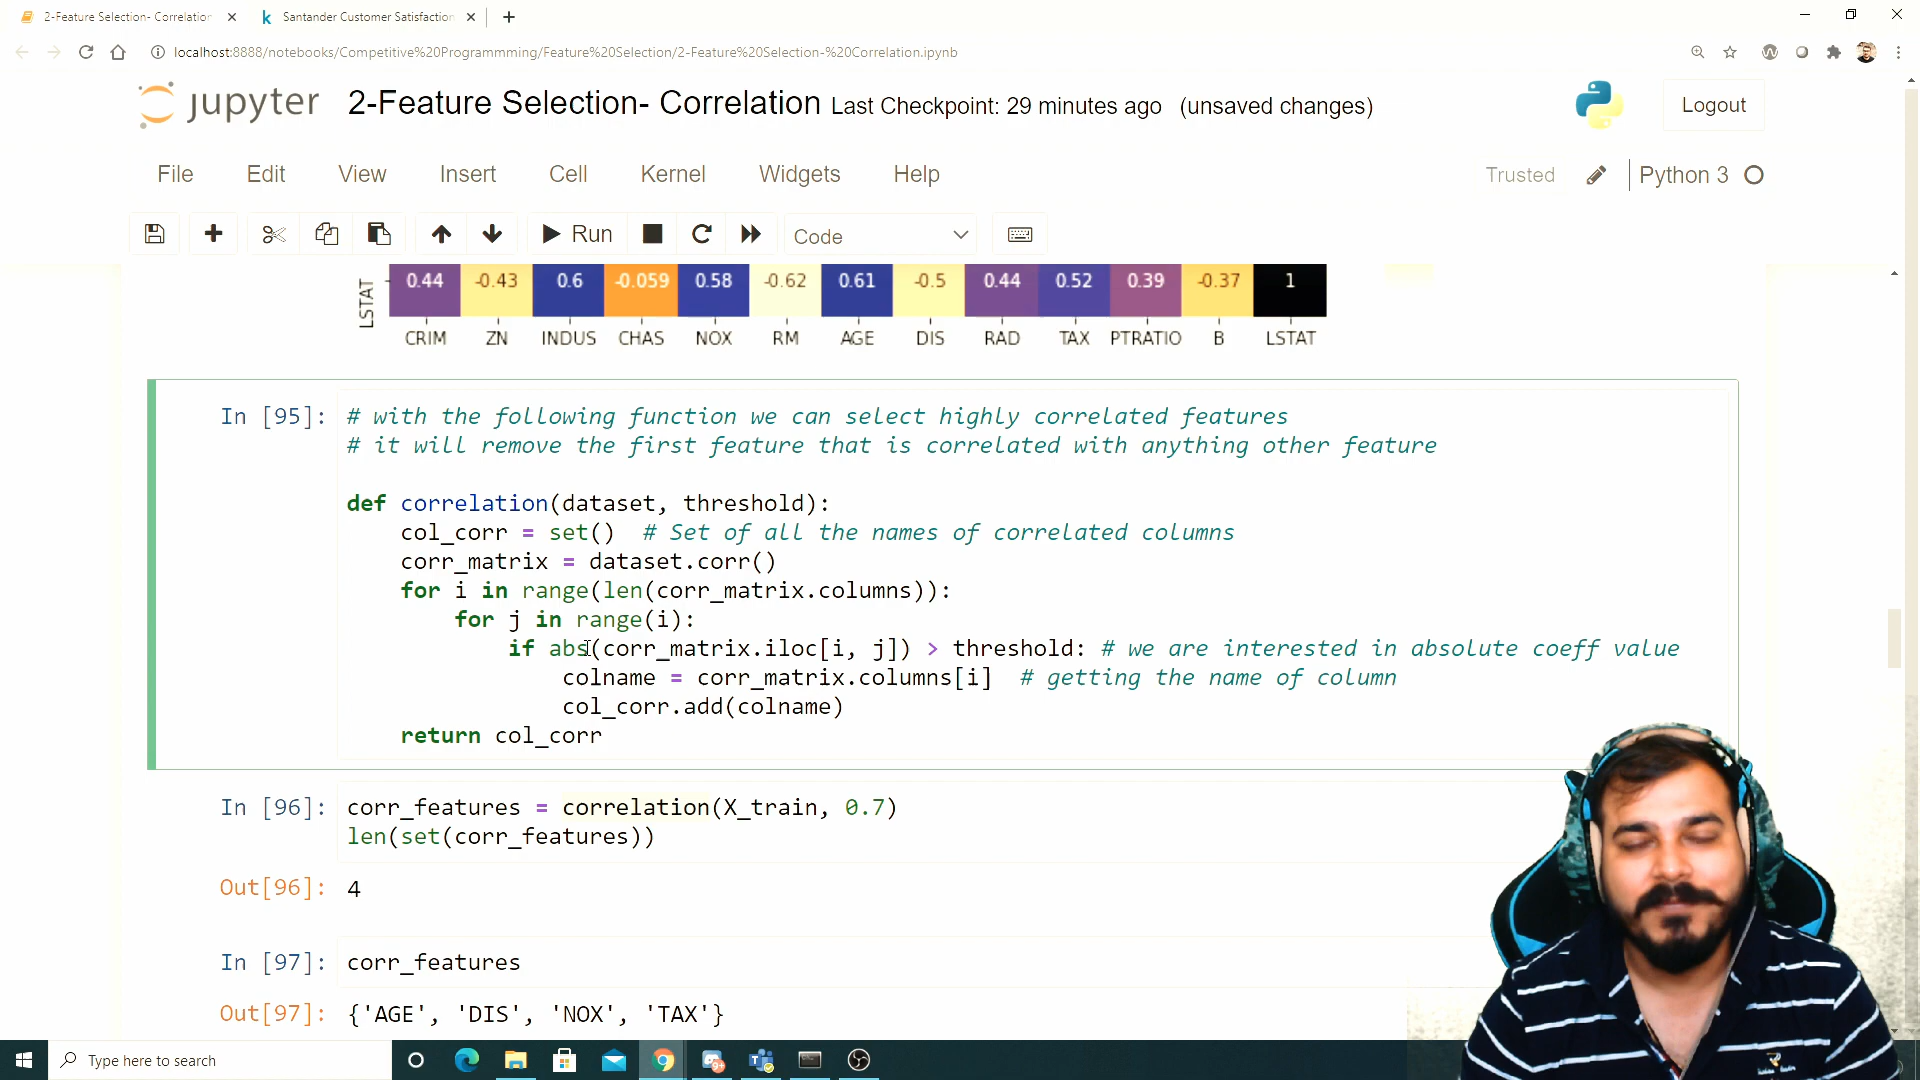 2-Feature Selection- Correlation
Santander Customer Satisfaction
localhost:8888/notebooks/Competitive%20Programmming/Feature%20Selection/2-Feature%20Selection-%20Correlation.ipynb
jupyter 2-Feature Selection- Correlation Last Checkpoint: 29 minutes ago (unsaved changes)
Logout
File Edit View Insert Cell Kernel Widgets Help
Trusted Python 3
Run Code
LSTAT 0.44 -0.43 0.6 -0.059 0.58 -0.62 0.61 -0.5 0.44 0.52 0.39 -0.37 1
CRIM ZN INDUS CHAS NOX RM AGE DIS RAD TAX PTRATIO B LSTAT
In [95]: # with the following function we can select highly correlated features
# it will remove the first feature that is correlated with anything other feature
def correlation(dataset, threshold):
col_corr = set() # Set of all the names of correlated columns
corr_matrix = dataset.corr()
for i in range(len(corr_matrix.columns)):
for j in range(i):
if abs(corr_matrix.iloc[i, j]) > threshold: # we are interested in absolute coeff value
colname = corr_matrix.columns[i] # getting the name of column
col_corr.add(colname)
return col_corr
In [96]: corr_features = correlation(X_train, 0.7)
len(set(corr_features))
Out[96]: 4
In [97]: corr_features
Out[97]: {'AGE', 'DIS', 'NOX', 'TAX'}
Type here to search